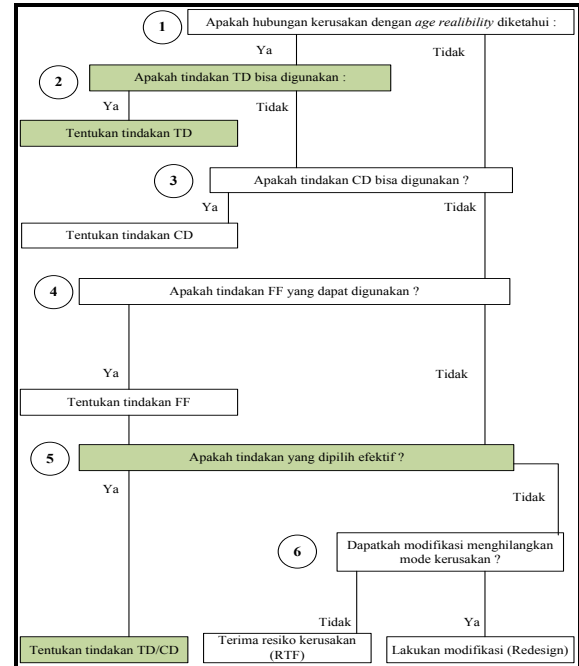 1
Apakah hubungan kerusakan dengan age realibility diketahui :
Ya
Tidak
2
Apakah tindakan TD bisa digunakan :
Ya
Tidak
Tentukan tindakan TD
3
Apakah tindakan CD bisa digunakan ?
Ya
Tidak
Tentukan tindakan CD
4
Apakah tindakan FF yang dapat digunakan ?
Ya
Tidak
Tentukan tindakan FF
5
Apakah tindakan yang dipilih efektif ?
Ya
Tidak
6
Dapatkah modifikasi menghilangkan
mode kerusakan ?
Tidak
Ya
Tentukan tindakan TD/CD
Terima resiko kerusakan
(RTF)
Lakukan modifikasi (Redesign)